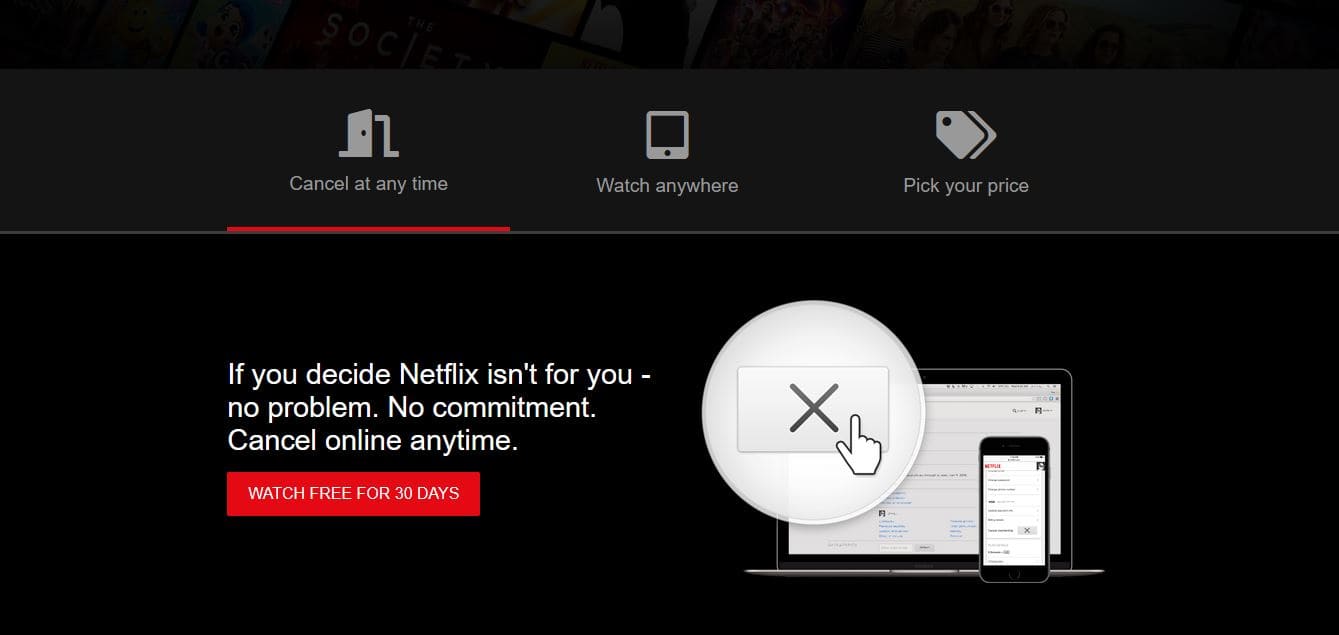 THE
SOCIETY
Cancel at any time
Watch anywhere
Pick your price
If you decide Netflix isn't for you -
no problem. No commitment.
Cancel online anytime.
WATCH FREE FOR 30 DAYS
NETFLIX